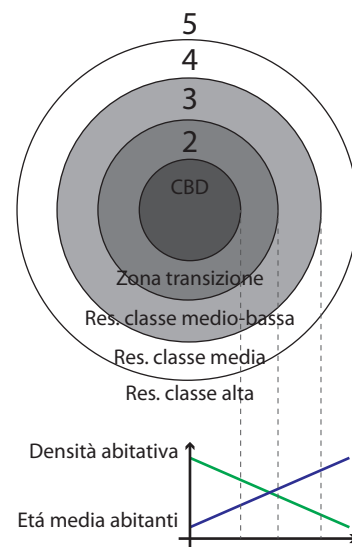 5
4
3
2
CBD
Zona transizione
Res. classe medio-bassa
Res. classe media
Res. classe alta
Densità abitativa
Etá media abitanti